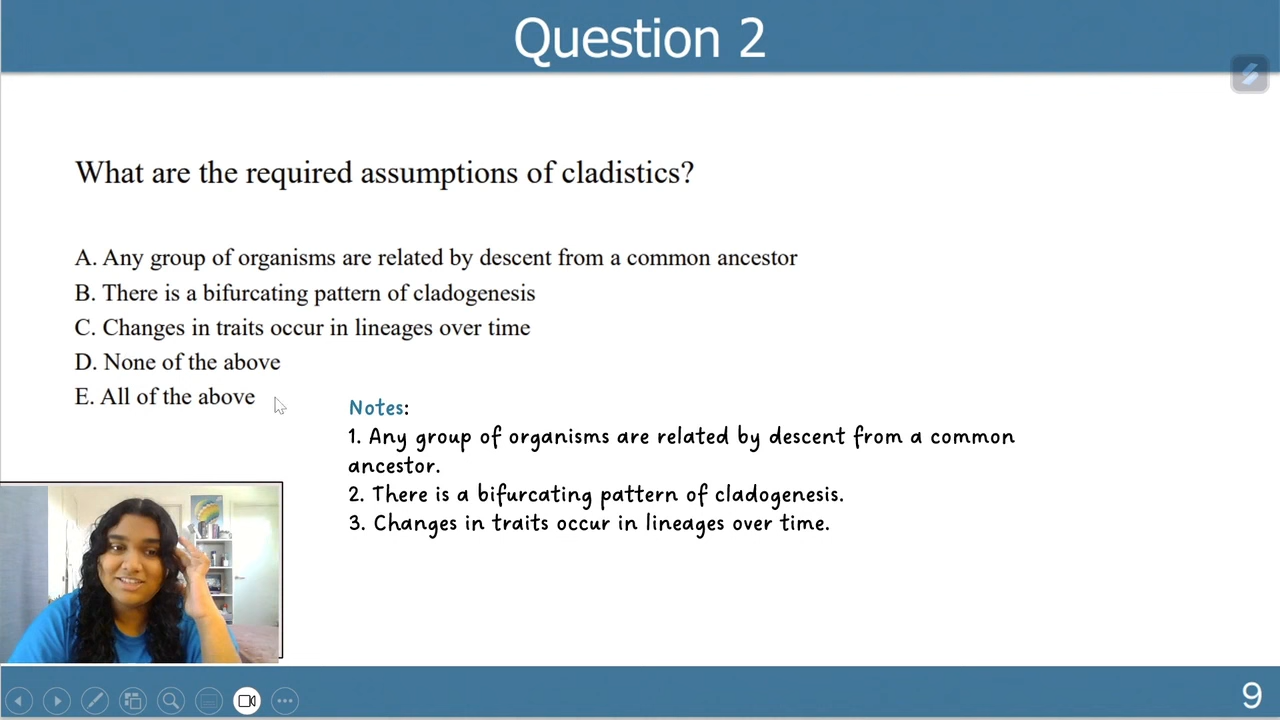 Question 2
What are the required assumptions of cladistics?
A. Any group of organisms are related by descent from a common ancestor
B. There is a bifurcating pattern of cladogenesis
C. Changes in traits occur in lineages over time
D. None of the above
E. All of the above
Notes:
1. Any group of organisms are related by descent from a common
ancestor.
2. There is a bifurcating pattern of cladogenesis.
3. Changes in traits occur in lineages over time.
9